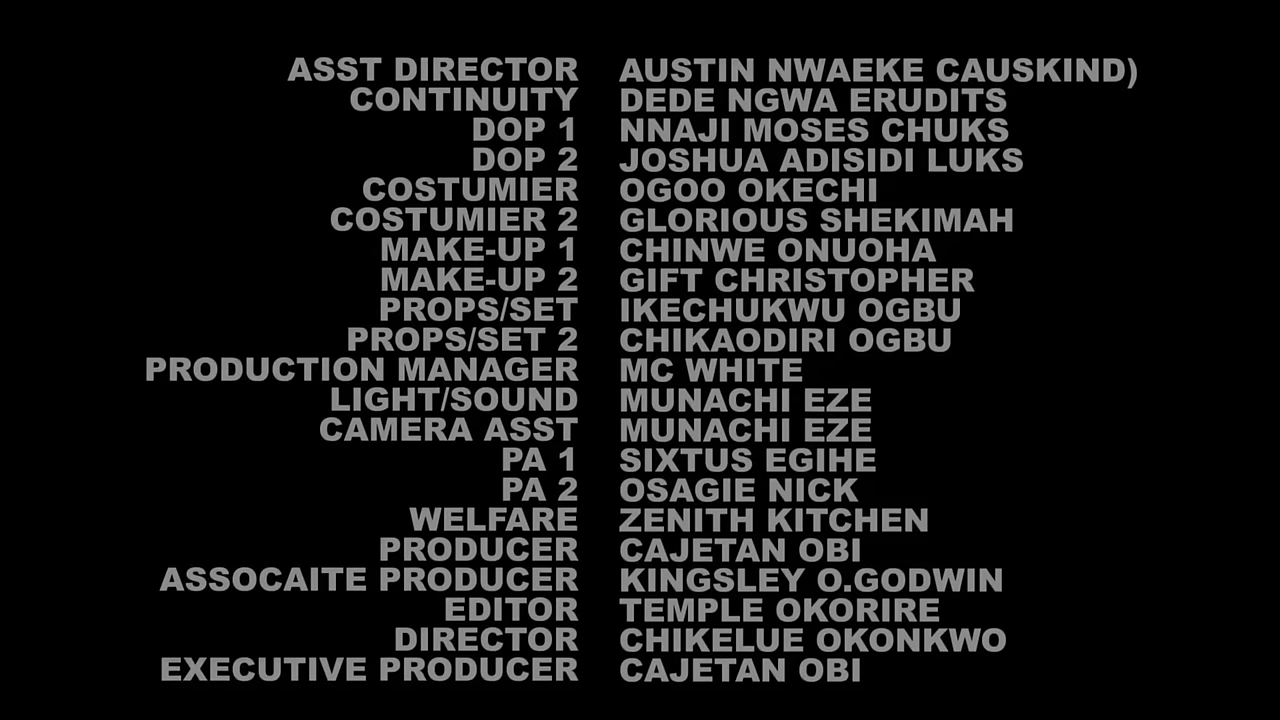 ASST DIRECTOR AUSTIN NWAEKE CAUSKIND)
CONTINUITY DEDE NGWA ERUDITS
DOP 1 NNAJI MOSES CHUKS
DOP 2 JOSHUA ADISIDI LUKS
COSTUMIER OGOO OKECHI
COSTUMIER 2 GLORIOUS SHEKIMAH
MAKE-UP 1 CHINWE ONUOHA
MAKE-UP 2 GIFT CHRISTOPHER
PROPS/SET IKECHUKWU OGBU
PROPS/SET 2 CHIKAODIRI OGBU
PRODUCTION MANAGER MC WHITE
LIGHT/SOUND MUNACHI EZE
CAMERA ASST MUNACHI EZE
PA 1 SIXTUS EGIHE
PA 2 OSAGIE NICK
WELFARE ZENITH KITCHEN
PRODUCER CAJETAN OBI
ASSOCAITE PRODUCER KINGSLEY O.GODWIN
EDITOR TEMPLE OKORIRE
DIRECTOR CHIKELUE OKONKWO
EXECUTIVE PRODUCER CAJETAN OBI